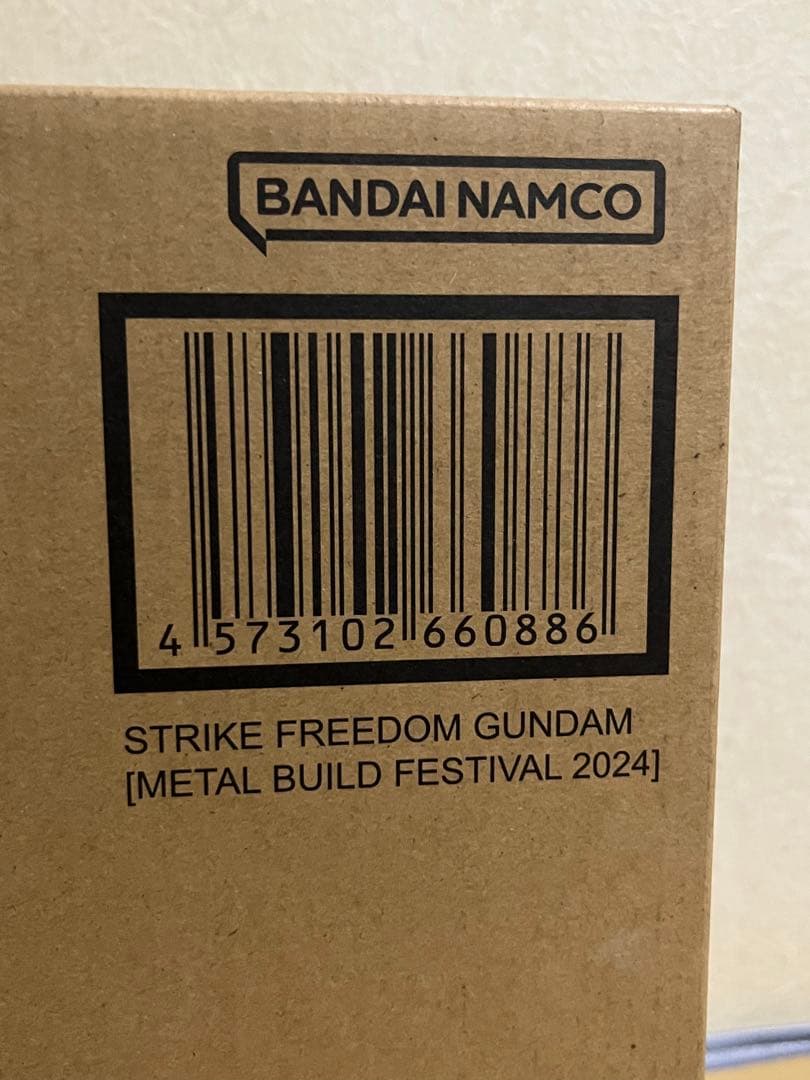 BANDAI NAMCO
4 573102 660886
STRIKE FREEDOM GUNDAM
[METAL BUILD FESTIVAL 2024]